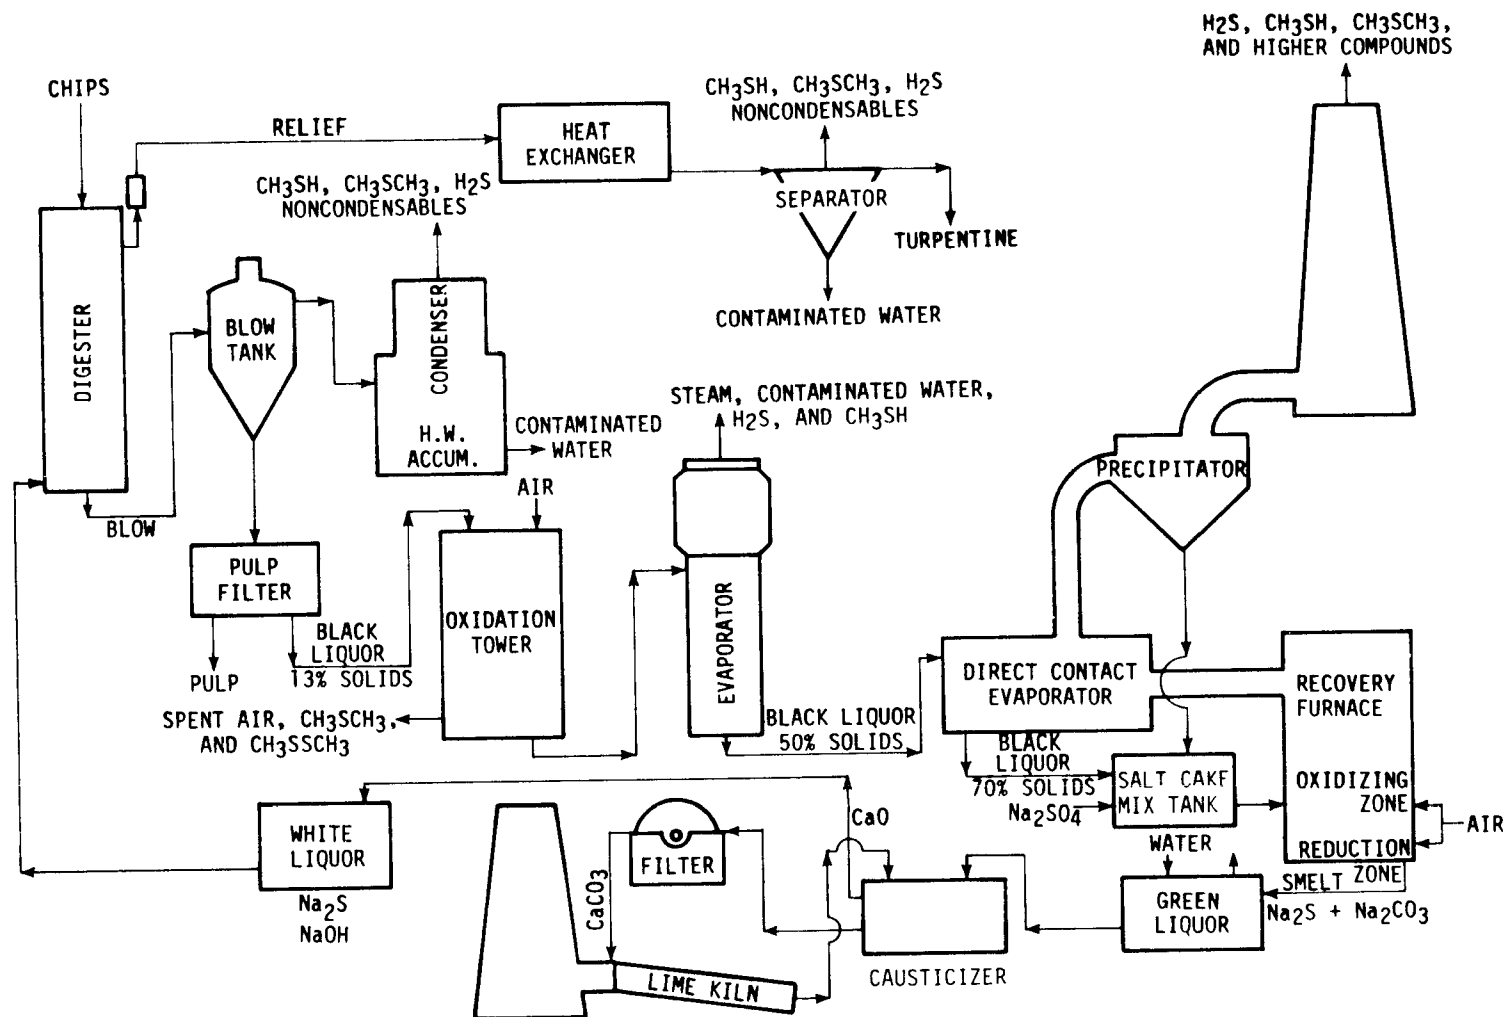 H2S, CH3SH, CH3SCH3,
AND HIGHER COMPOUNDS
CHIPS
RELIEF
HEAT
EXCHANGER
CH3SH, CH3SCH3, H2S
NONCONDENSABLES
SEPARATOR
TURPENTINE
CONTAMINATED WATER
CH3SH, CH3SCH3, H2S
NONCONDENSABLES
DIGESTER
BLOW
TANK
CONDENSER
H.W.
ACCUM.
CONTAMINATED
WATER
BLOW
STEAM, CONTAMINATED WATER,
H2S, AND CH3SH
PRECIPITATOR
AIR
PULP
FILTER
OXIDATION
TOWER
EVAPORATOR
BLACK
LIQUOR
13% SOLIDS
PULP
SPENT AIR, CH3SCH3,
AND CH3SSCH3
DIRECT CONTACT
EVAPORATOR
RECOVERY
FURNACE
BLACK LIQUOR
50% SOLIDS
BLACK
LIQUOR
70% SOLIDS
Na2SO4
SALT CAKF
MIX TANK
OXIDIZING
ZONE
AIR
REDUCTION
ZONE
WATER
SMELT
Na2S + Na2CO3
GREEN
LIQUOR
CaO
WHITE
LIQUOR
Na2S
NaOH
FILTER
CaCO3
LIME KILN
CAUSTICIZER